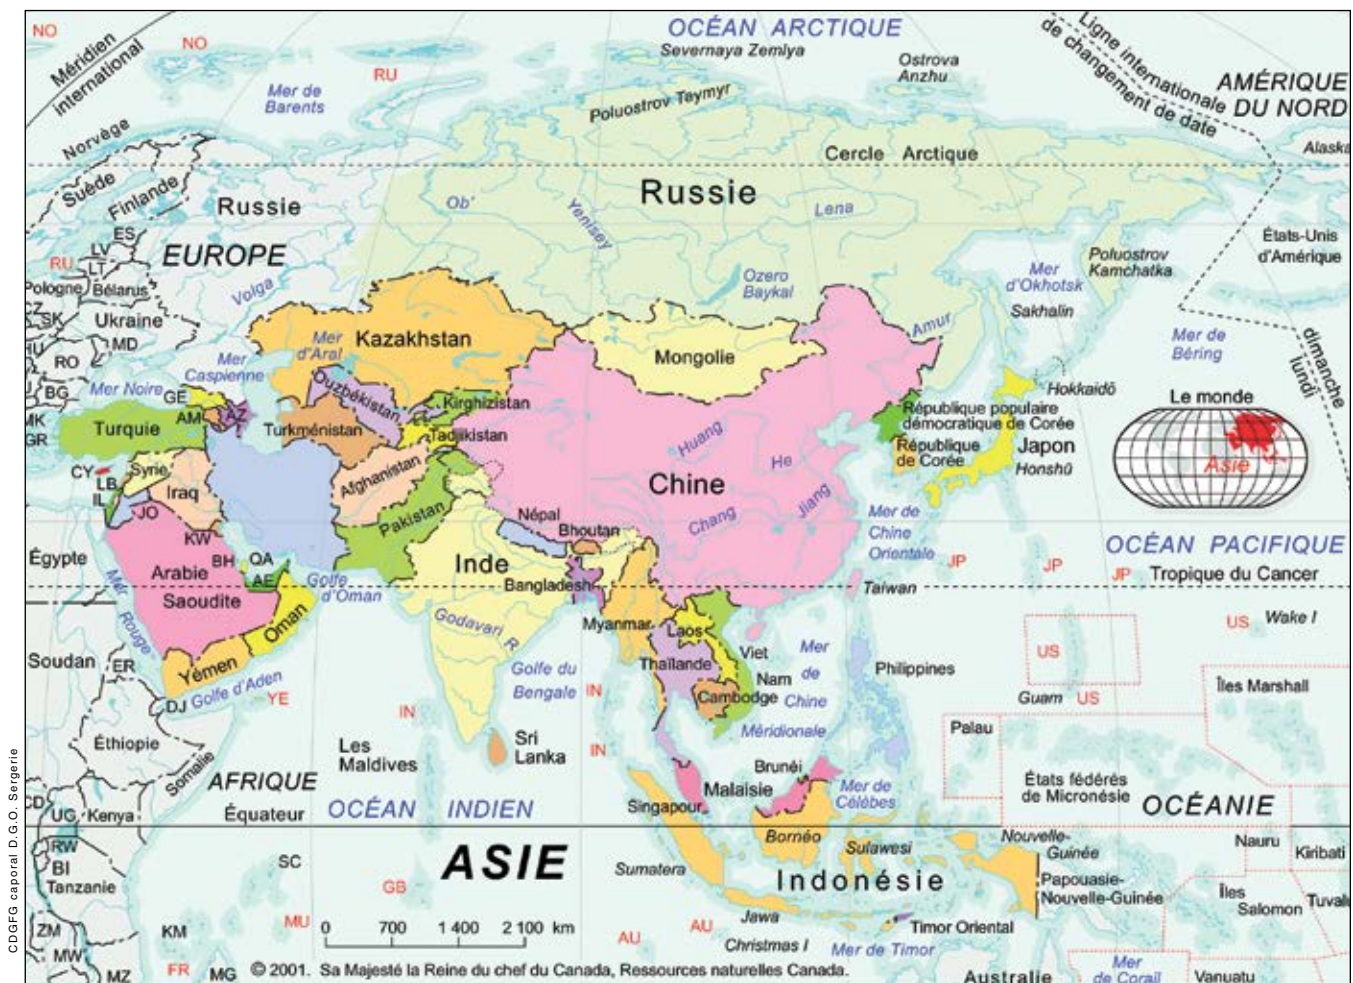 NO
Méridien
international
NO
RU
Mer de
Barents
OCÉAN ARCTIQUE
Severnaya Zemlya
Ostrova
Anzhu
Ligne internationale
de changement de date
AMÉRIQUE
DU NORD
Alaska
Poluostrov Taymyr
Cercle Arctique
Norvège
Suède
Finlande
Russie
Russie
Ob'
Yenisey
Lena
ES
LV
LT
RU
EUROPE
Pologne
Bélarus
Volga
Ozero
Baykal
Mer
d'Okhotsk
Poluostrov
Kamchatka
Sakhalin
États-Unis
d'Amérique
CZ
SK
Ukraine
MD
HU
RO
BG
MK
GR
Mer Noire
Mer
Caspienne
Mer
d'Aral
Kazakhstan
Mongolie
Amur
Mer de
Béring
dimanche
lundi
GE
AM
AZ
Turquie
Ouzbékistan
Turkménistan
Kirghizistan
Tadjikistan
Hokkaidō
République populaire
démocratique de Corée
République
de Corée
Japon
Honshū
Le monde
Asie
CY
LB
IL
JO
Syrie
Iraq
Afghanistan
Pakistan
Chine
Huang
He
Chang
Jiang
Mer de
Chine
Orientale
JP
JP
JP
OCÉAN PACIFIQUE
Tropique du Cancer
Égypte
KW
BH
QA
AE
Arabie
Saoudite
Mer Rouge
Golfe
d'Oman
Oman
Yémen
Golfe d'Aden
YE
Népal
Bhoutan
Inde
Bangladesh
Godavari R
Myanmar
Laos
Thaïlande
Viet
Nam
Cambodge
Taiwan
Mer
de
Chine
Méridionale
Philippines
US
Wake I
US
Guam
US
Îles Marshall
Palau
États fédérés
de Micronésie
OCÉANIE
Soudan
ER
DJ
Éthiopie
Somalie
AFRIQUE
Équateur
OCÉAN INDIEN
IN
IN
IN
Golfe du
Bengale
Les
Maldives
Sri
Lanka
Brunéi
Malaisie
Singapour
Mer de
Célèbes
CD
UG
Kenya
RW
BI
Tanzanie
ZM
MW
MZ
SC
GB
MU
KM
FR
MG
ASIE
Sumatera
Bornéo
Sulawesi
Indonésie
Jawa
Christmas I
AU
AU
Mer de Timor
Timor Oriental
Nouvelle-
Guinée
Papouasie-
Nouvelle-Guinée
Nauru
Kiribati
Îles
Salomon
Tuvalu
Australie
Mer
de Corail
Vanuatu
0 700 1 400 2 100 km
© 2001. Sa Majesté la Reine du chef du Canada, Ressources naturelles Canada.
CDGFG caporal D.G.O. Sergerie